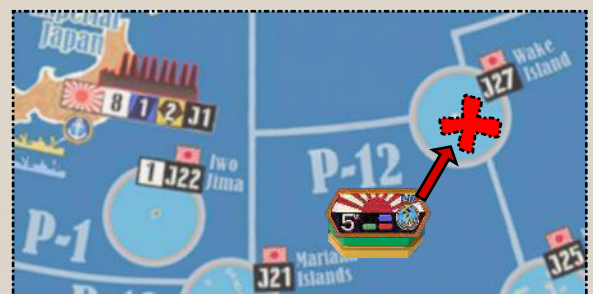 Imperial
Japan
Wake
Island
J27
8 1 2 J1
Iwo
Jima
1 J22
P-12
P-1
5
J21
Islands
J25